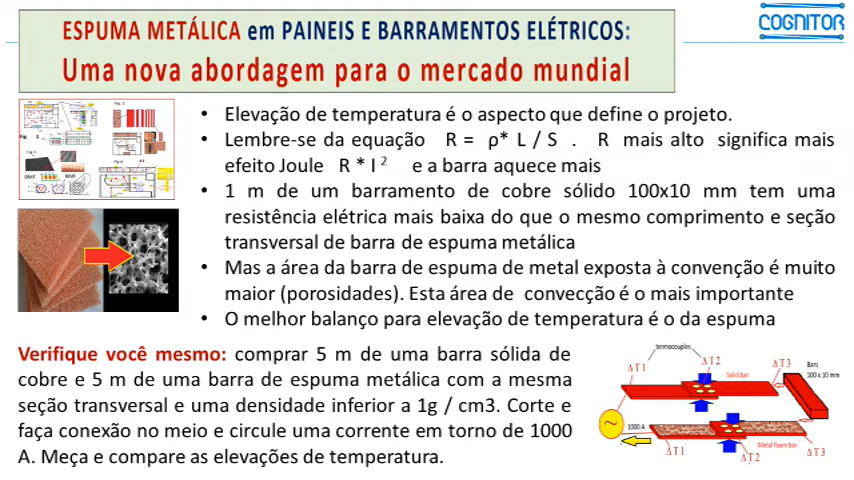 COGNITOR
ESPUMA METÁLICA em PAINEIS E BARRAMENTOS ELÉTRICOS:
Uma nova abordagem para o mercado mundial
• Elevação de temperatura é o aspecto que define o projeto.
• Lembre-se da equação R = ρ* L / S . R mais alto significa mais
efeito Joule R * I ² e a barra aquece mais
• 1 m de um barramento de cobre sólido 100x10 mm tem uma
resistência elétrica mais baixa do que o mesmo comprimento e seção
transversal de barra de espuma metálica
• Mas a área da barra de espuma de metal exposta à convenção é muito
maior (porosidades). Esta área de convecção é o mais importante
• O melhor balanço para elevação de temperatura é o da espuma
Verifique você mesmo: comprar 5 m de uma barra sólida de
cobre e 5 m de uma barra de espuma metálica com a mesma
seção transversal e uma densidade inferior a 1g / cm3. Corte e
faça conexão no meio e circule uma corrente em torno de 1000
A. Meça e compare as elevações de temperatura.
termocouples
ΔT1
ΔT2
ΔT3
Solid bar
Bars
100 x 10 mm
~
1000 A
Metal foam bar
ΔT1
ΔT2
ΔT3